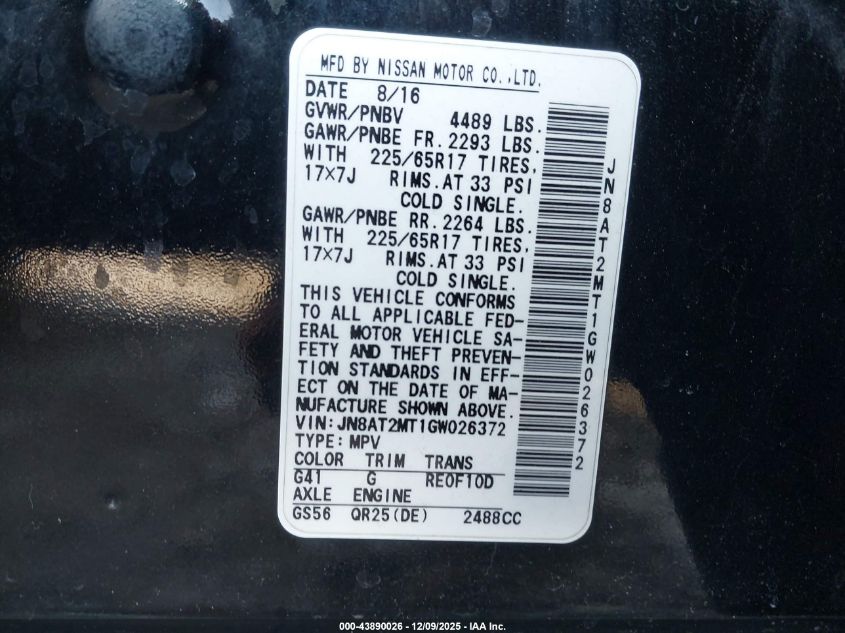 MFD BY NISSAN MOTOR CO.,LTD.
DATE 8/16
GVWR/PNBV 4489 LBS.
GAWR/PNBE FR. 2293 LBS.
WITH 225/65R17 TIRES,
17×7J RIMS.AT 33 PSI
COLD SINGLE.
GAWR/PNBE RR. 2264 LBS.
WITH 225/65R17 TIRES,
17×7J RIMS.AT 33 PSI
COLD SINGLE.
THIS VEHICLE CONFORMS
TO ALL APPLICABLE FED-
ERAL MOTOR VEHICLE SA-
FETY AND THEFT PREVEN-
TION STANDARDS IN EFF-
ECT ON THE DATE OF MA-
NUFACTURE SHOWN ABOVE.
VIN:JN8AT2MT1GW026372
TYPE:MPV
COLOR TRIM TRANS
G41 G RE0F10D
AXLE ENGINE
GS56 QR25(DE) 2488CC
JN8AT2MT1GW026372
000-43890026 - 12/09/2025 - IAA Inc.